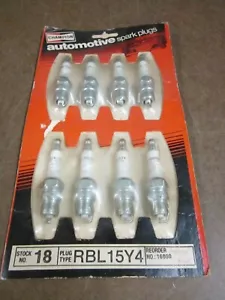 CHAMPION
automotive spark plugs
STOCK NO. 18 PLUG TYPE RBL15Y4 REORDER NO.